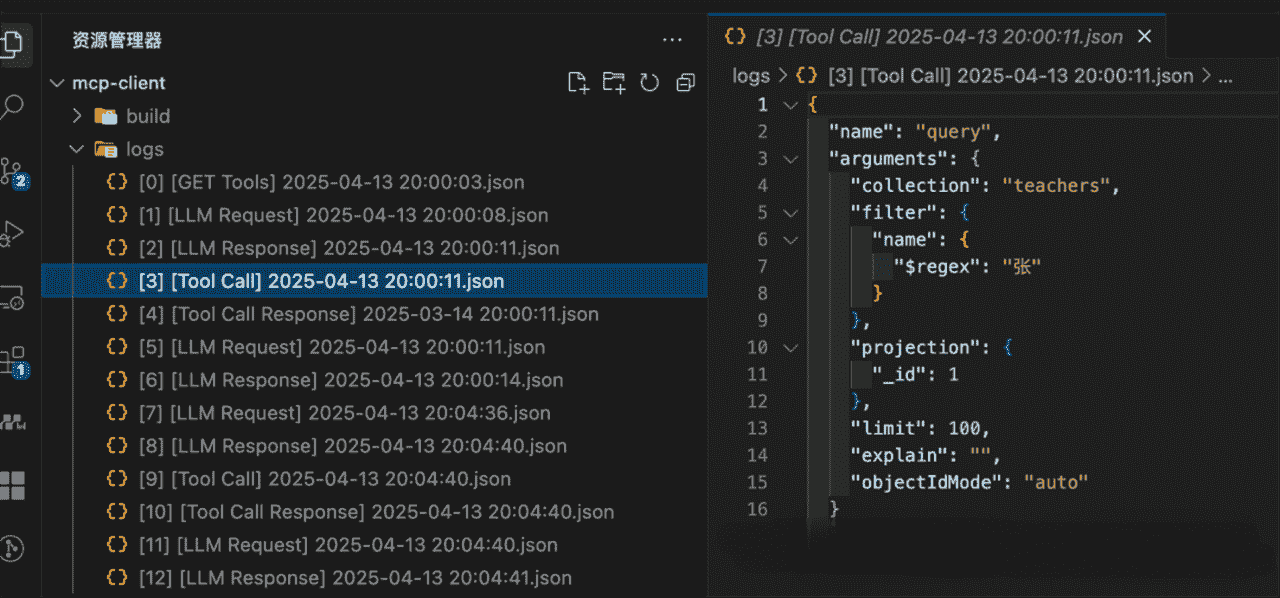 资源管理器
...
mcp-client
build
logs
{} [0] [GET Tools] 2025-04-13 20:00:03.json
{} [1] [LLM Request] 2025-04-13 20:00:08.json
{} [2] [LLM Response] 2025-04-13 20:00:11.json
{} [3] [Tool Call] 2025-04-13 20:00:11.json
{} [4] [Tool Call Response] 2025-03-14 20:00:11.json
{} [5] [LLM Request] 2025-04-13 20:00:11.json
{} [6] [LLM Response] 2025-04-13 20:00:14.json
{} [7] [LLM Request] 2025-04-13 20:04:36.json
{} [8] [LLM Response] 2025-04-13 20:04:40.json
{} [9] [Tool Call] 2025-04-13 20:04:40.json
{} [10] [Tool Call Response] 2025-04-13 20:04:40.json
{} [11] [LLM Request] 2025-04-13 20:04:40.json
{} [12] [LLM Response] 2025-04-13 20:04:41.json
2
1
{} [3] [Tool Call] 2025-04-13 20:00:11.json
logs > {} [3] [Tool Call] 2025-04-13 20:00:11.json > ...
1 {
2 "name": "query",
3 "arguments": {
4 "collection": "teachers",
5 "filter": {
6 "name": {
7 "$regex": "张"
8 }
9 },
10 "projection": {
11 "_id": 1
12 },
13 "limit": 100,
14 "explain": "",
15 "objectIdMode": "auto"
16 }